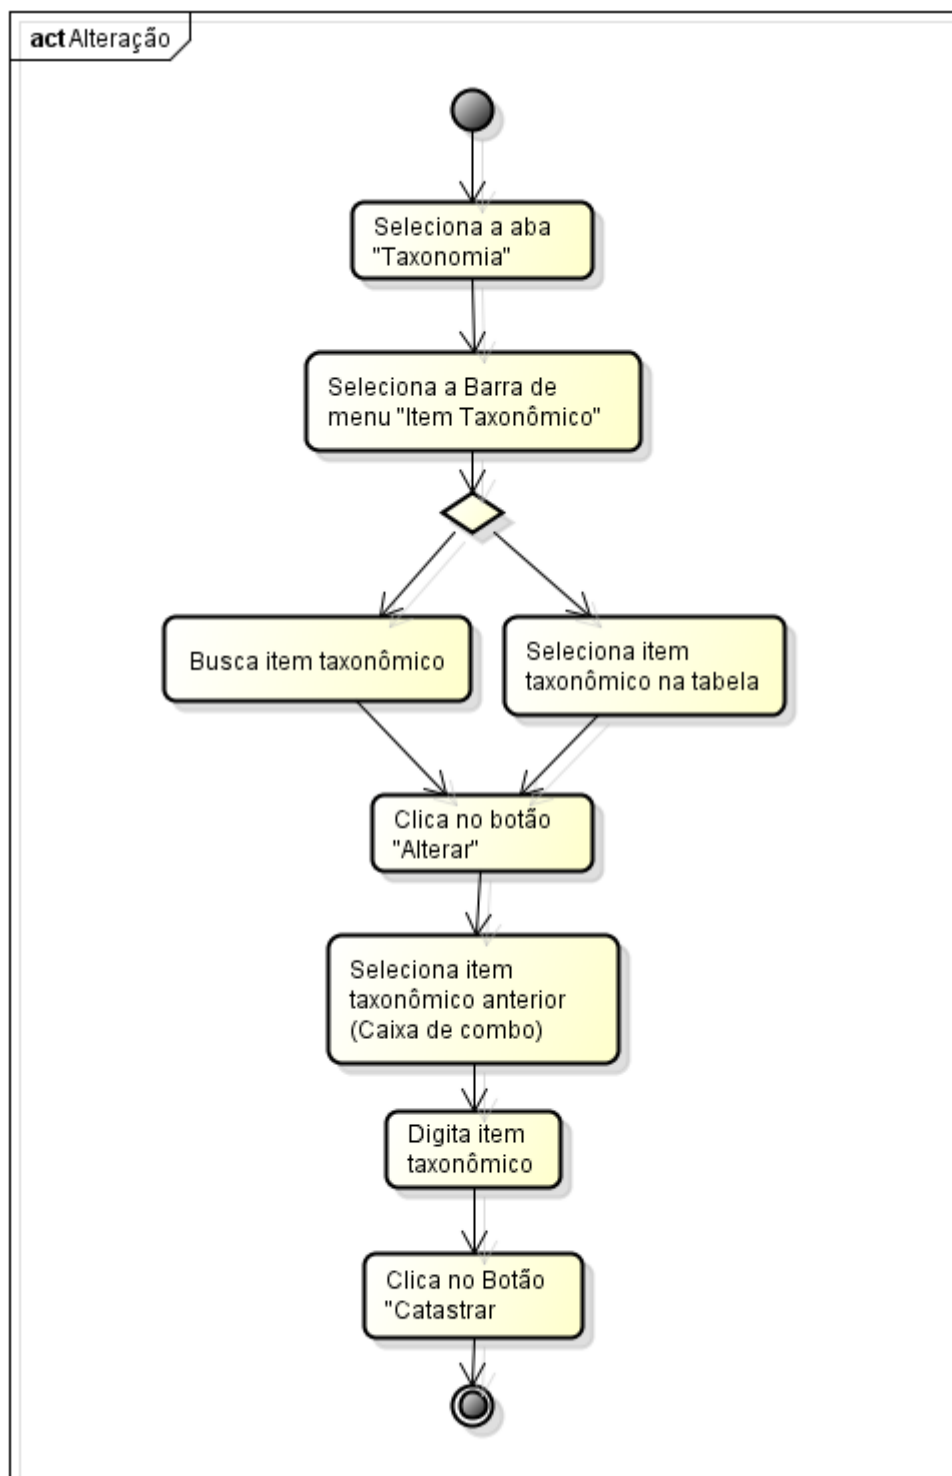 act Alteração
Seleciona a aba
"Taxonomia"
Seleciona a Barra de
menu "Item Taxonômico"
Busca item taxonômico
Seleciona item
taxonômico na tabela
Clica no botão
"Alterar"
Seleciona item
taxonômico anterior
(Caixa de combo)
Digita item
taxonômico
Clica no Botão
"Catastrar